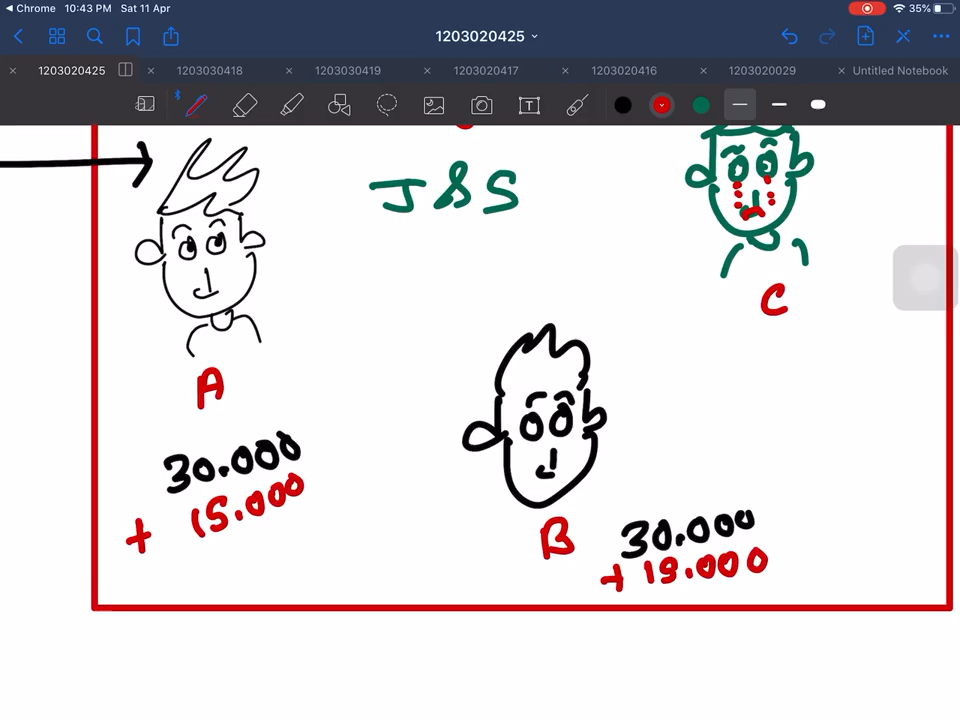 Chrome 10:43 PM Sat 11 Apr 35%
1203020425
1203020425 1203030418 1203030419 1203020417 1203020416 1203020029 Untitled Notebook
T
J & S
C
A
30.000
+ 15.000
B
30.000
+ 15.000